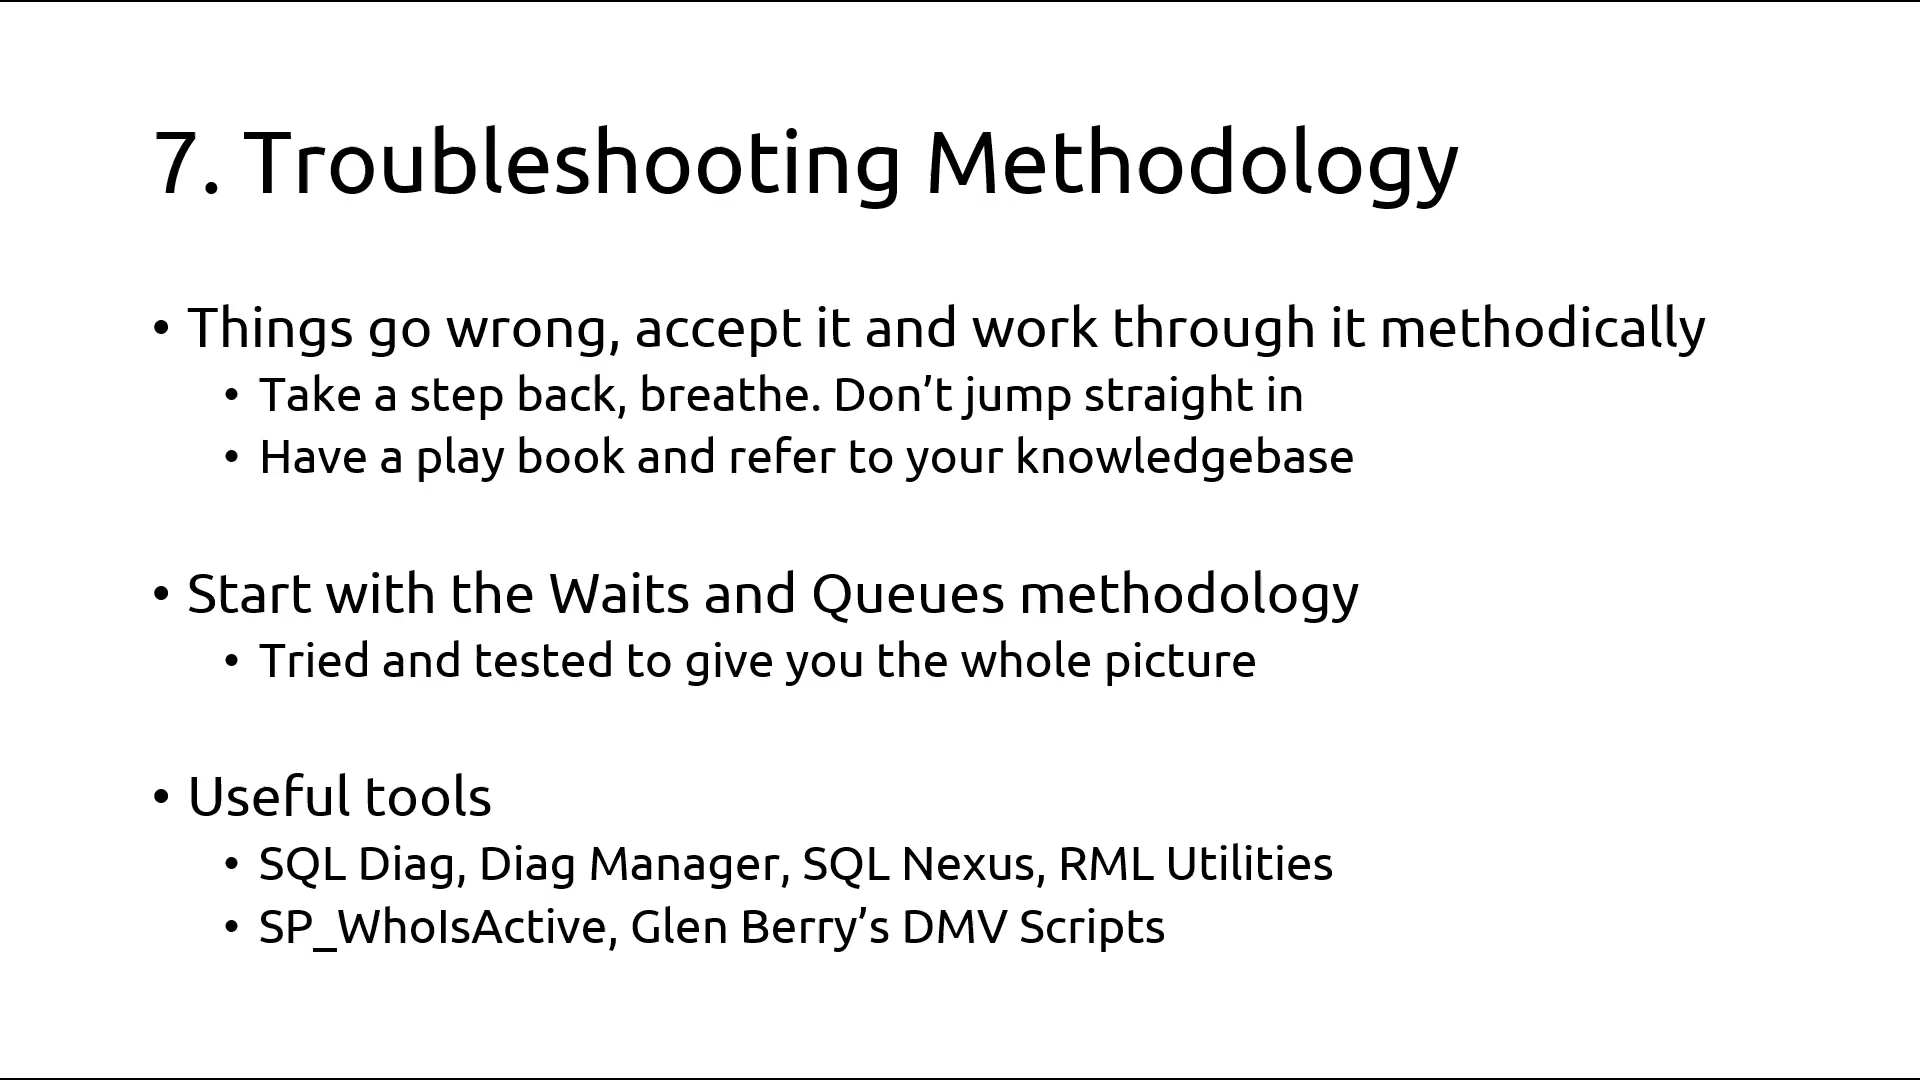 7. Troubleshooting Methodology
• Things go wrong, accept it and work through it methodically
• Take a step back, breathe. Don’t jump straight in
• Have a play book and refer to your knowledgebase
• Start with the Waits and Queues methodology
• Tried and tested to give you the whole picture
• Useful tools
• SQL Diag, Diag Manager, SQL Nexus, RML Utilities
• SP_WhoIsActive, Glen Berry’s DMV Scripts